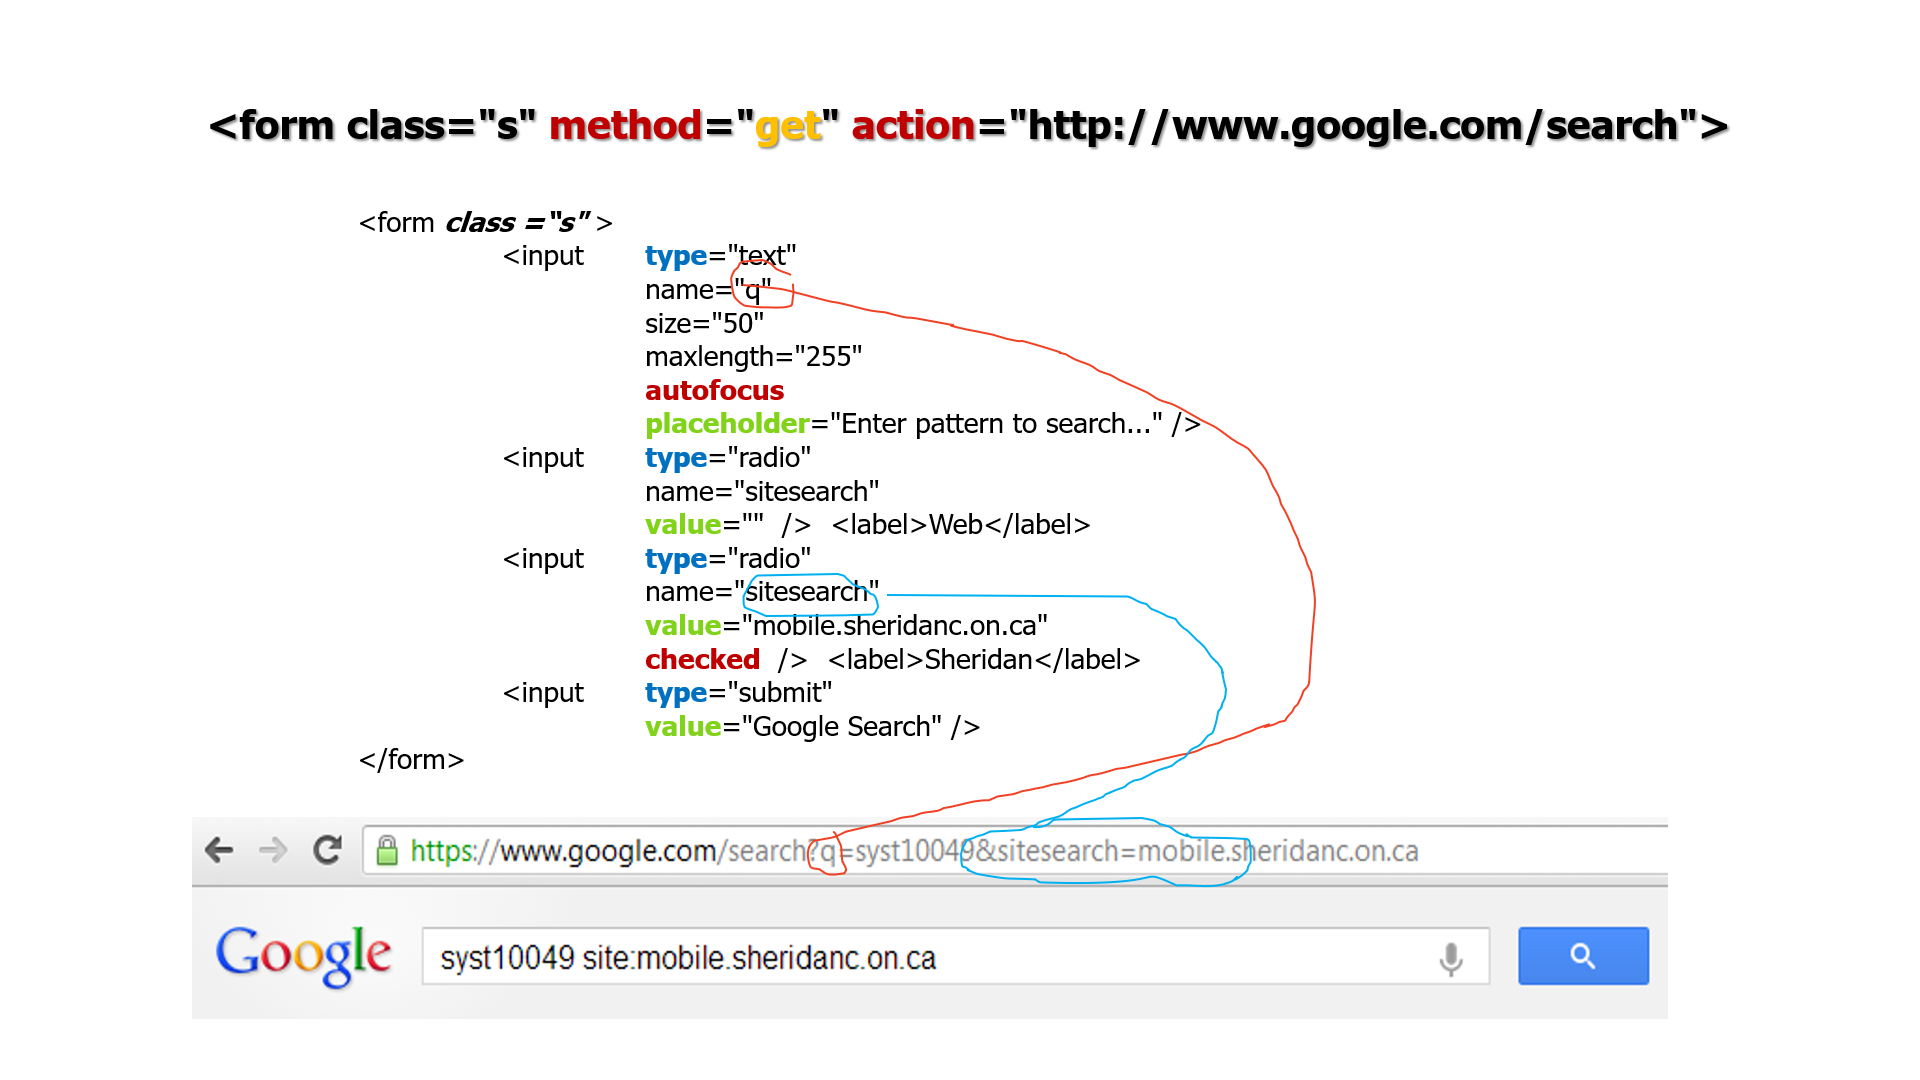 <form class="s" method="get" action="http://www.google.com/search">
<form class ="s" >
<input type="text"
name="q"
size="50"
maxlength="255"
autofocus
placeholder="Enter pattern to search..." />
<input type="radio"
name="sitesearch"
value="" /> <label>Web</label>
<input type="radio"
name="sitesearch"
value="mobile.sheridanc.on.ca"
checked /> <label>Sheridan</label>
<input type="submit"
value="Google Search" />
</form>
https://www.google.com/search?q=syst10049&sitesearch=mobile.sheridanc.on.ca
Google syst10049 site:mobile.sheridanc.on.ca